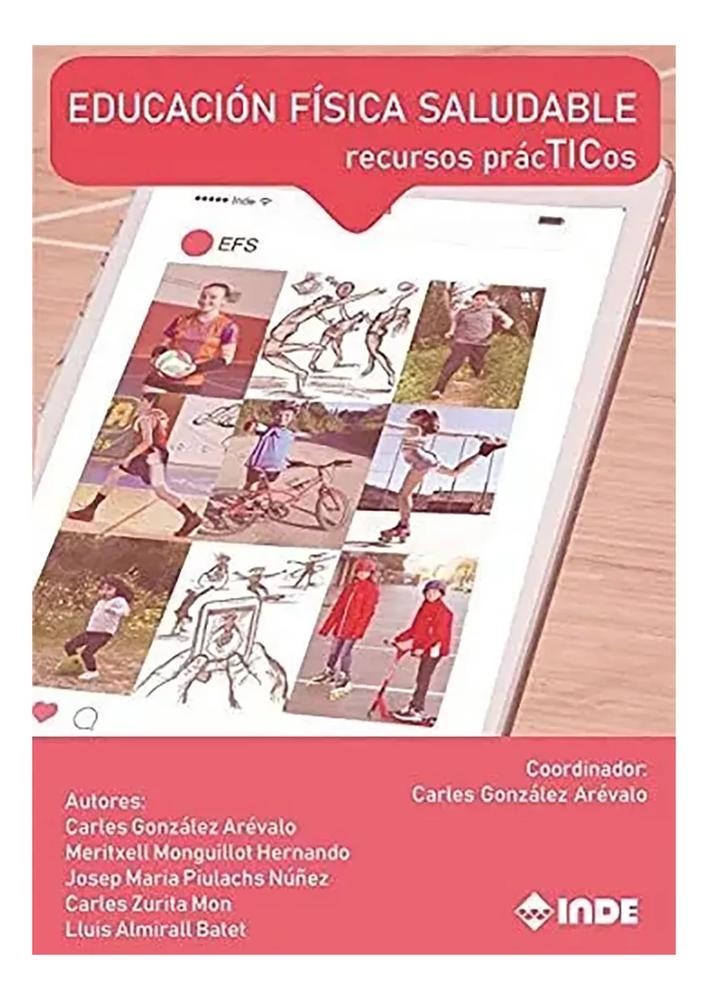 EDUCACIÓN FÍSICA SALUDABLE
recursos prácTICos
Inde
EFS
Coordinador:
Carles González Arévalo
Autores:
Carles González Arévalo
Meritxell Monguillot Hernando
Josep Maria Piulachs Núñez
Carles Zurita Mon
Lluis Almirall Batet
INDE